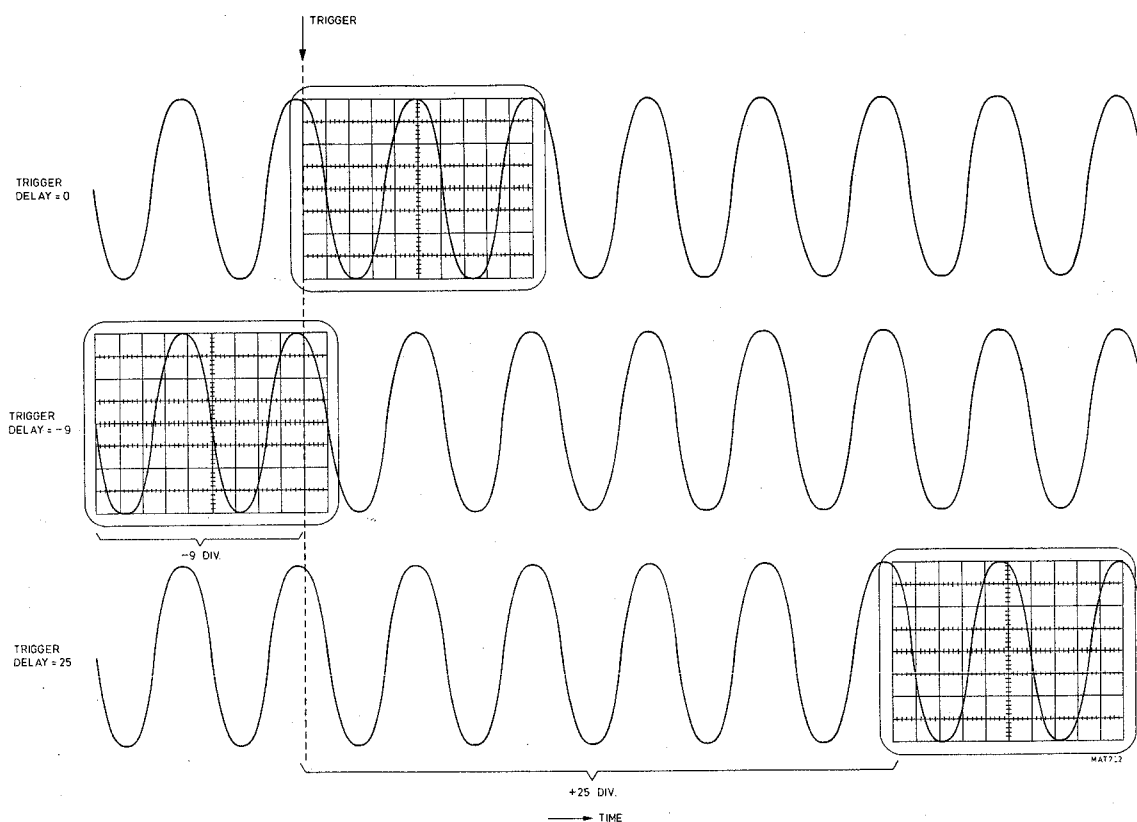 TRIGGER
TRIGGER
DELAY = 0
TRIGGER
DELAY = -9
-9 DIV.
TRIGGER
DELAY = 25
MAT712
+25 DIV.
TIME